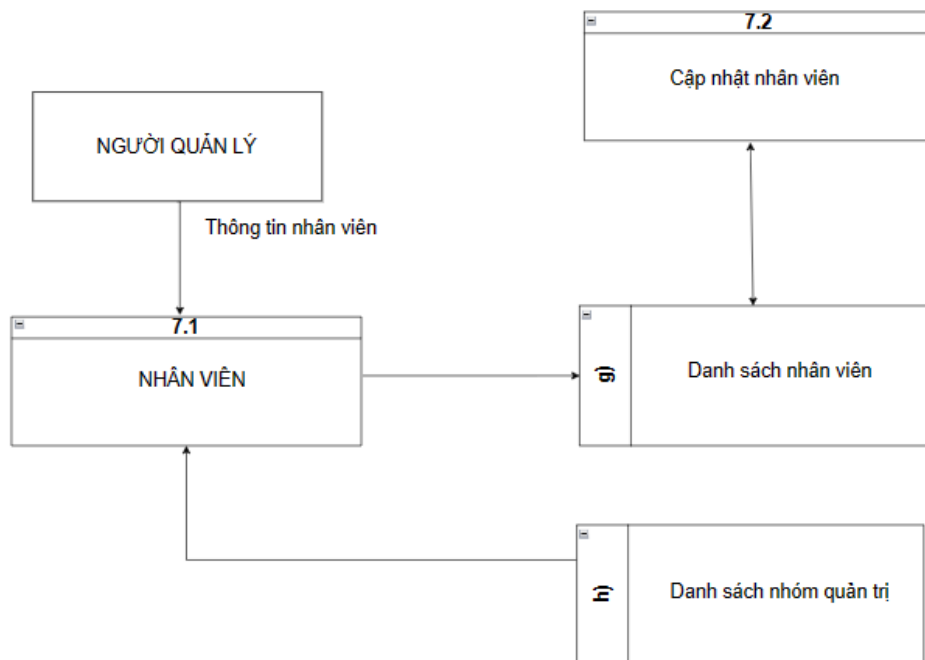 7.2
Cập nhật nhân viên
NGƯỜI QUẢN LÝ
Thông tin nhân viên
7.1
NHÂN VIÊN
g)
Danh sách nhân viên
h)
Danh sách nhóm quản trị